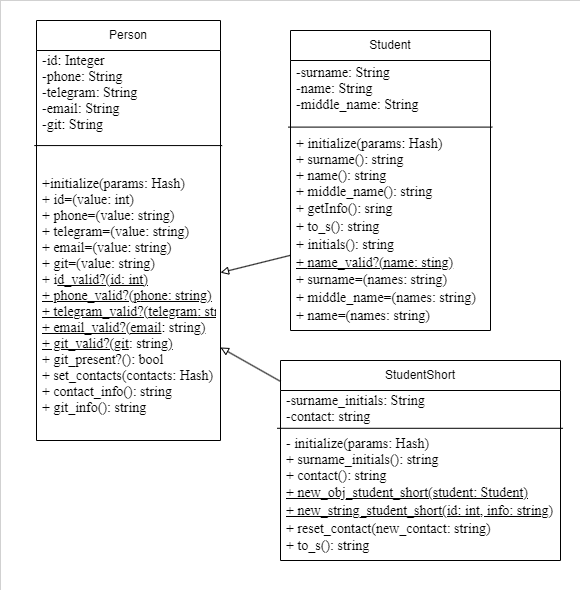 Person
-id: Integer
-phone: String
-telegram: String
-email: String
-git: String
+initialize(params: Hash)
+ id=(value: int)
+ phone=(value: string)
+ telegram=(value: string)
+ email=(value: string)
+ git=(value: string)
+ id_valid?(id: int)
+ phone_valid?(phone: string)
+ telegram_valid?(telegram: stı
+ email_valid?(email: string)
+ git_valid?(git: string)
+ git_present?(): bool
+ set_contacts(contacts: Hash)
+ contact_info(): string
+ git_info(): string
Student
-surname: String
-name: String
-middle_name: String
+ initialize(params: Hash)
+ surname(): string
+ name(): string
+ middle_name(): string
+ getInfo(): sring
+ to_s(): string
+ initials(): string
+ name_valid?(name: sting)
+ surname=(names: string)
+ middle_name=(names: string)
+ name=(names: string)
StudentShort
-surname_initials: String
-contact: string
- initialize(params: Hash)
+ surname_initials(): string
+ contact(): string
+ new_obj_student_short(student: Student)
+ new_string_student_short(id: int, info: string)
+ reset_contact(new_contact: string)
+ to_s(): string